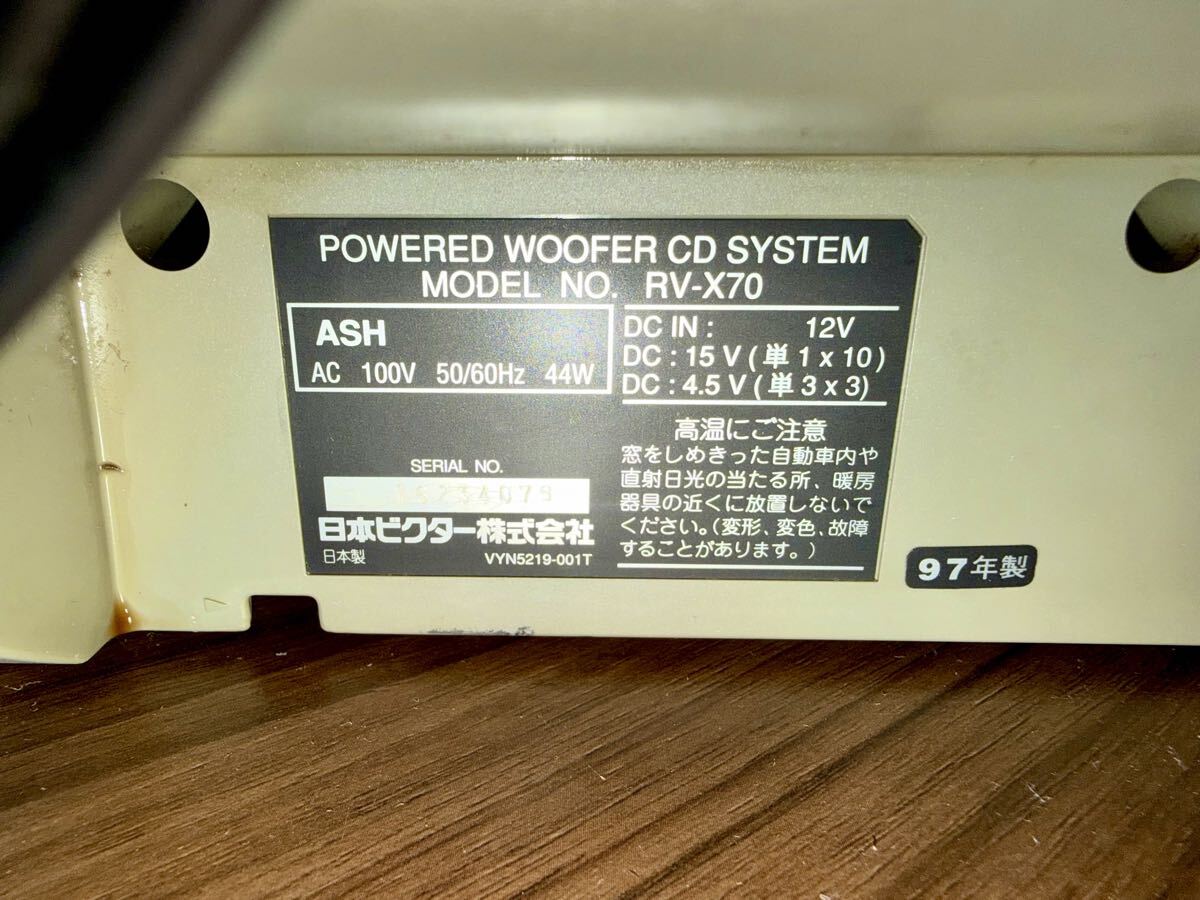 POWERED WOOFER CD SYSTEM
MODEL NO. RV-X70
ASH
AC 100V 50/60Hz 44W
DC IN : 12V
DC : 15 V (単1 x 10)
DC : 4.5 V (単3 x 3)
高温にご注意
窓をしめきった自動車内や
直射日光の当たる所、暖房
器具の近くに放置しないで
ください。(変形、変色、故障
することがあります。)
SERIAL NO.
日本ビクター株式会社
日本製 VYN5219-001T
97年製